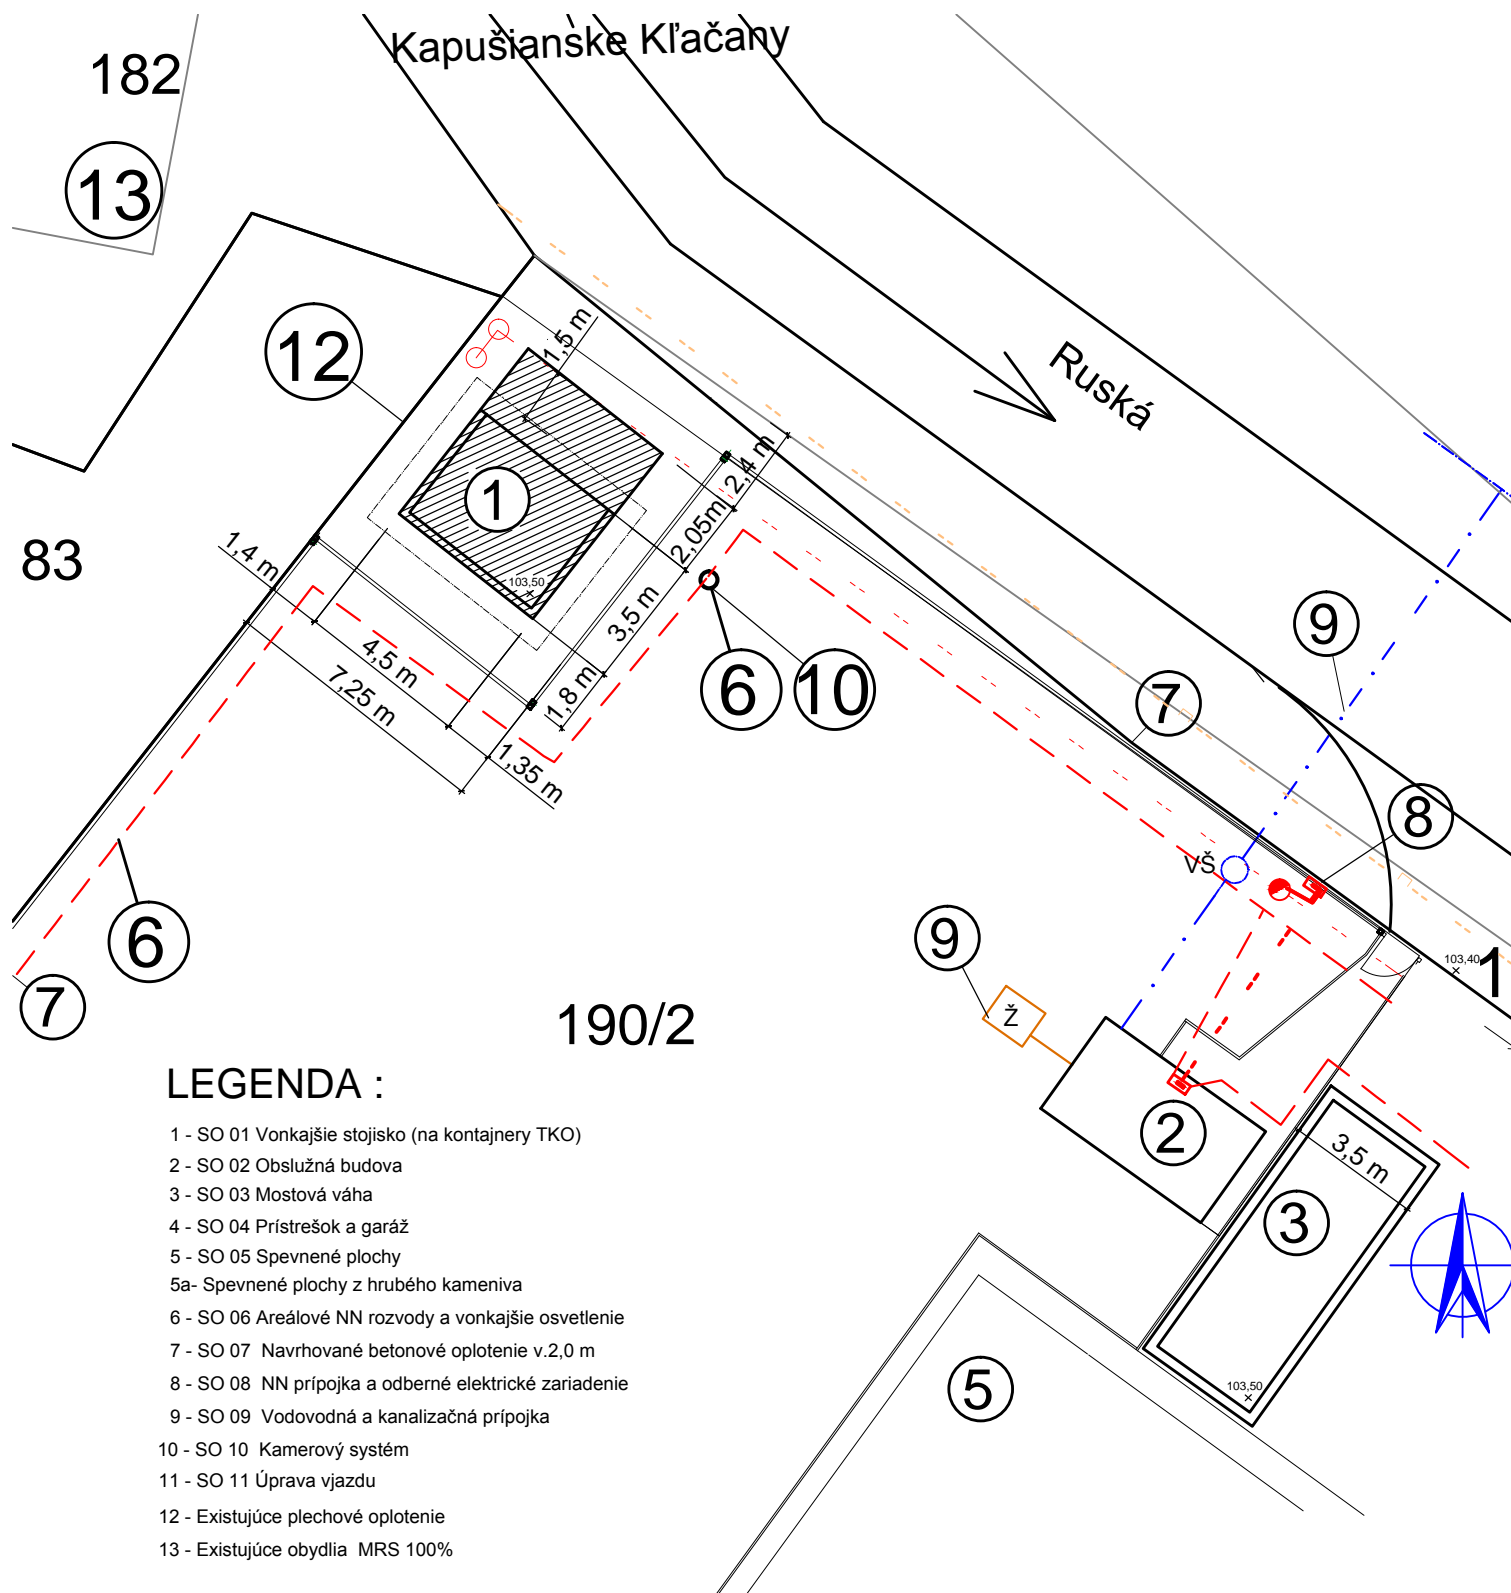 Kapušianske Kľačany
182
13
12
1,5 m
Ruská
2,4 m
1
2,05m
83
1,4 m
103,50
3,5 m
9
4,5 m
7,25 m
1,8 m
6
10
7
1,35 m
8
VŠ
6
9
103,40
1
7
190/2
Ž
LEGENDA :
2
3,5 m
3
1 - SO 01 Vonkajšie stojisko (na kontajnery TKO)
2 - SO 02 Obslužná budova
3 - SO 03 Mostová váha
4 - SO 04 Prístrešok a garáž
5 - SO 05 Spevnené plochy
5a- Spevnené plochy z hrubého kameniva
6 - SO 06 Areálové NN rozvody a vonkajšie osvetlenie
7 - SO 07 Navrhované betonové oplotenie v.2,0 m
8 - SO 08 NN prípojka a odberné elektrické zariadenie
9 - SO 09 Vodovodná a kanalizačná prípojka
10 - SO 10 Kamerový systém
11 - SO 11 Úprava vjazdu
12 - Existujúce plechové oplotenie
13 - Existujúce obydlia MRS 100%
5
103,50